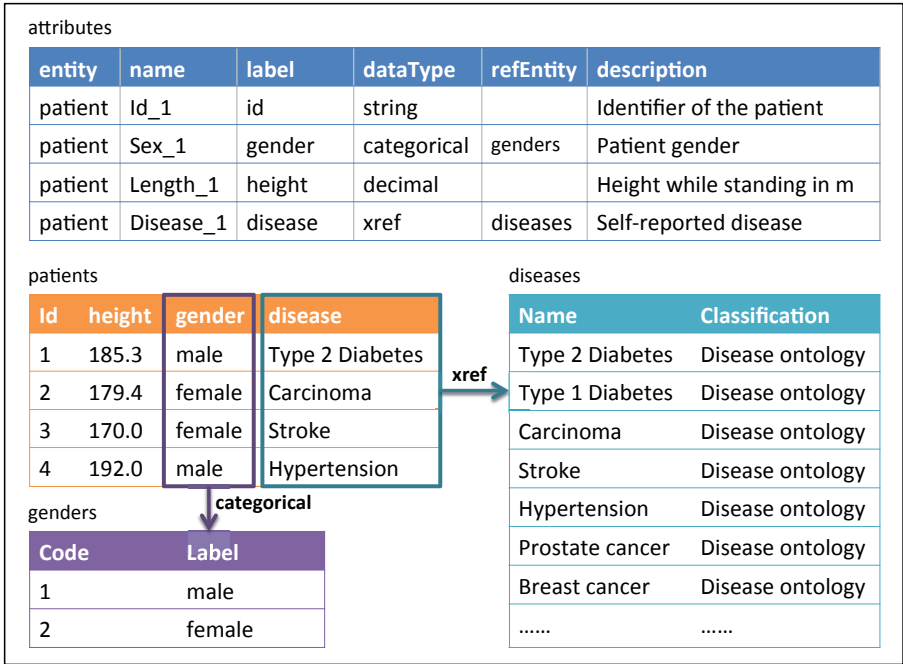 attributes
entity name label dataType refEntity description
patient Id_1 id string Identifier of the patient
patient Sex_1 gender categorical genders Patient gender
patient Length_1 height decimal Height while standing in m
patient Disease_1 disease xref diseases Self-reported disease
patients
Id height gender disease
1 185.3 male Type 2 Diabetes
2 179.4 female Carcinoma
3 170.0 female Stroke
4 192.0 male Hypertension
xref
categorical
diseases
Name Classification
Type 2 Diabetes Disease ontology
Type 1 Diabetes Disease ontology
Carcinoma Disease ontology
Stroke Disease ontology
Hypertension Disease ontology
Prostate cancer Disease ontology
Breast cancer Disease ontology
...... ......
genders
Code Label
1 male
2 female